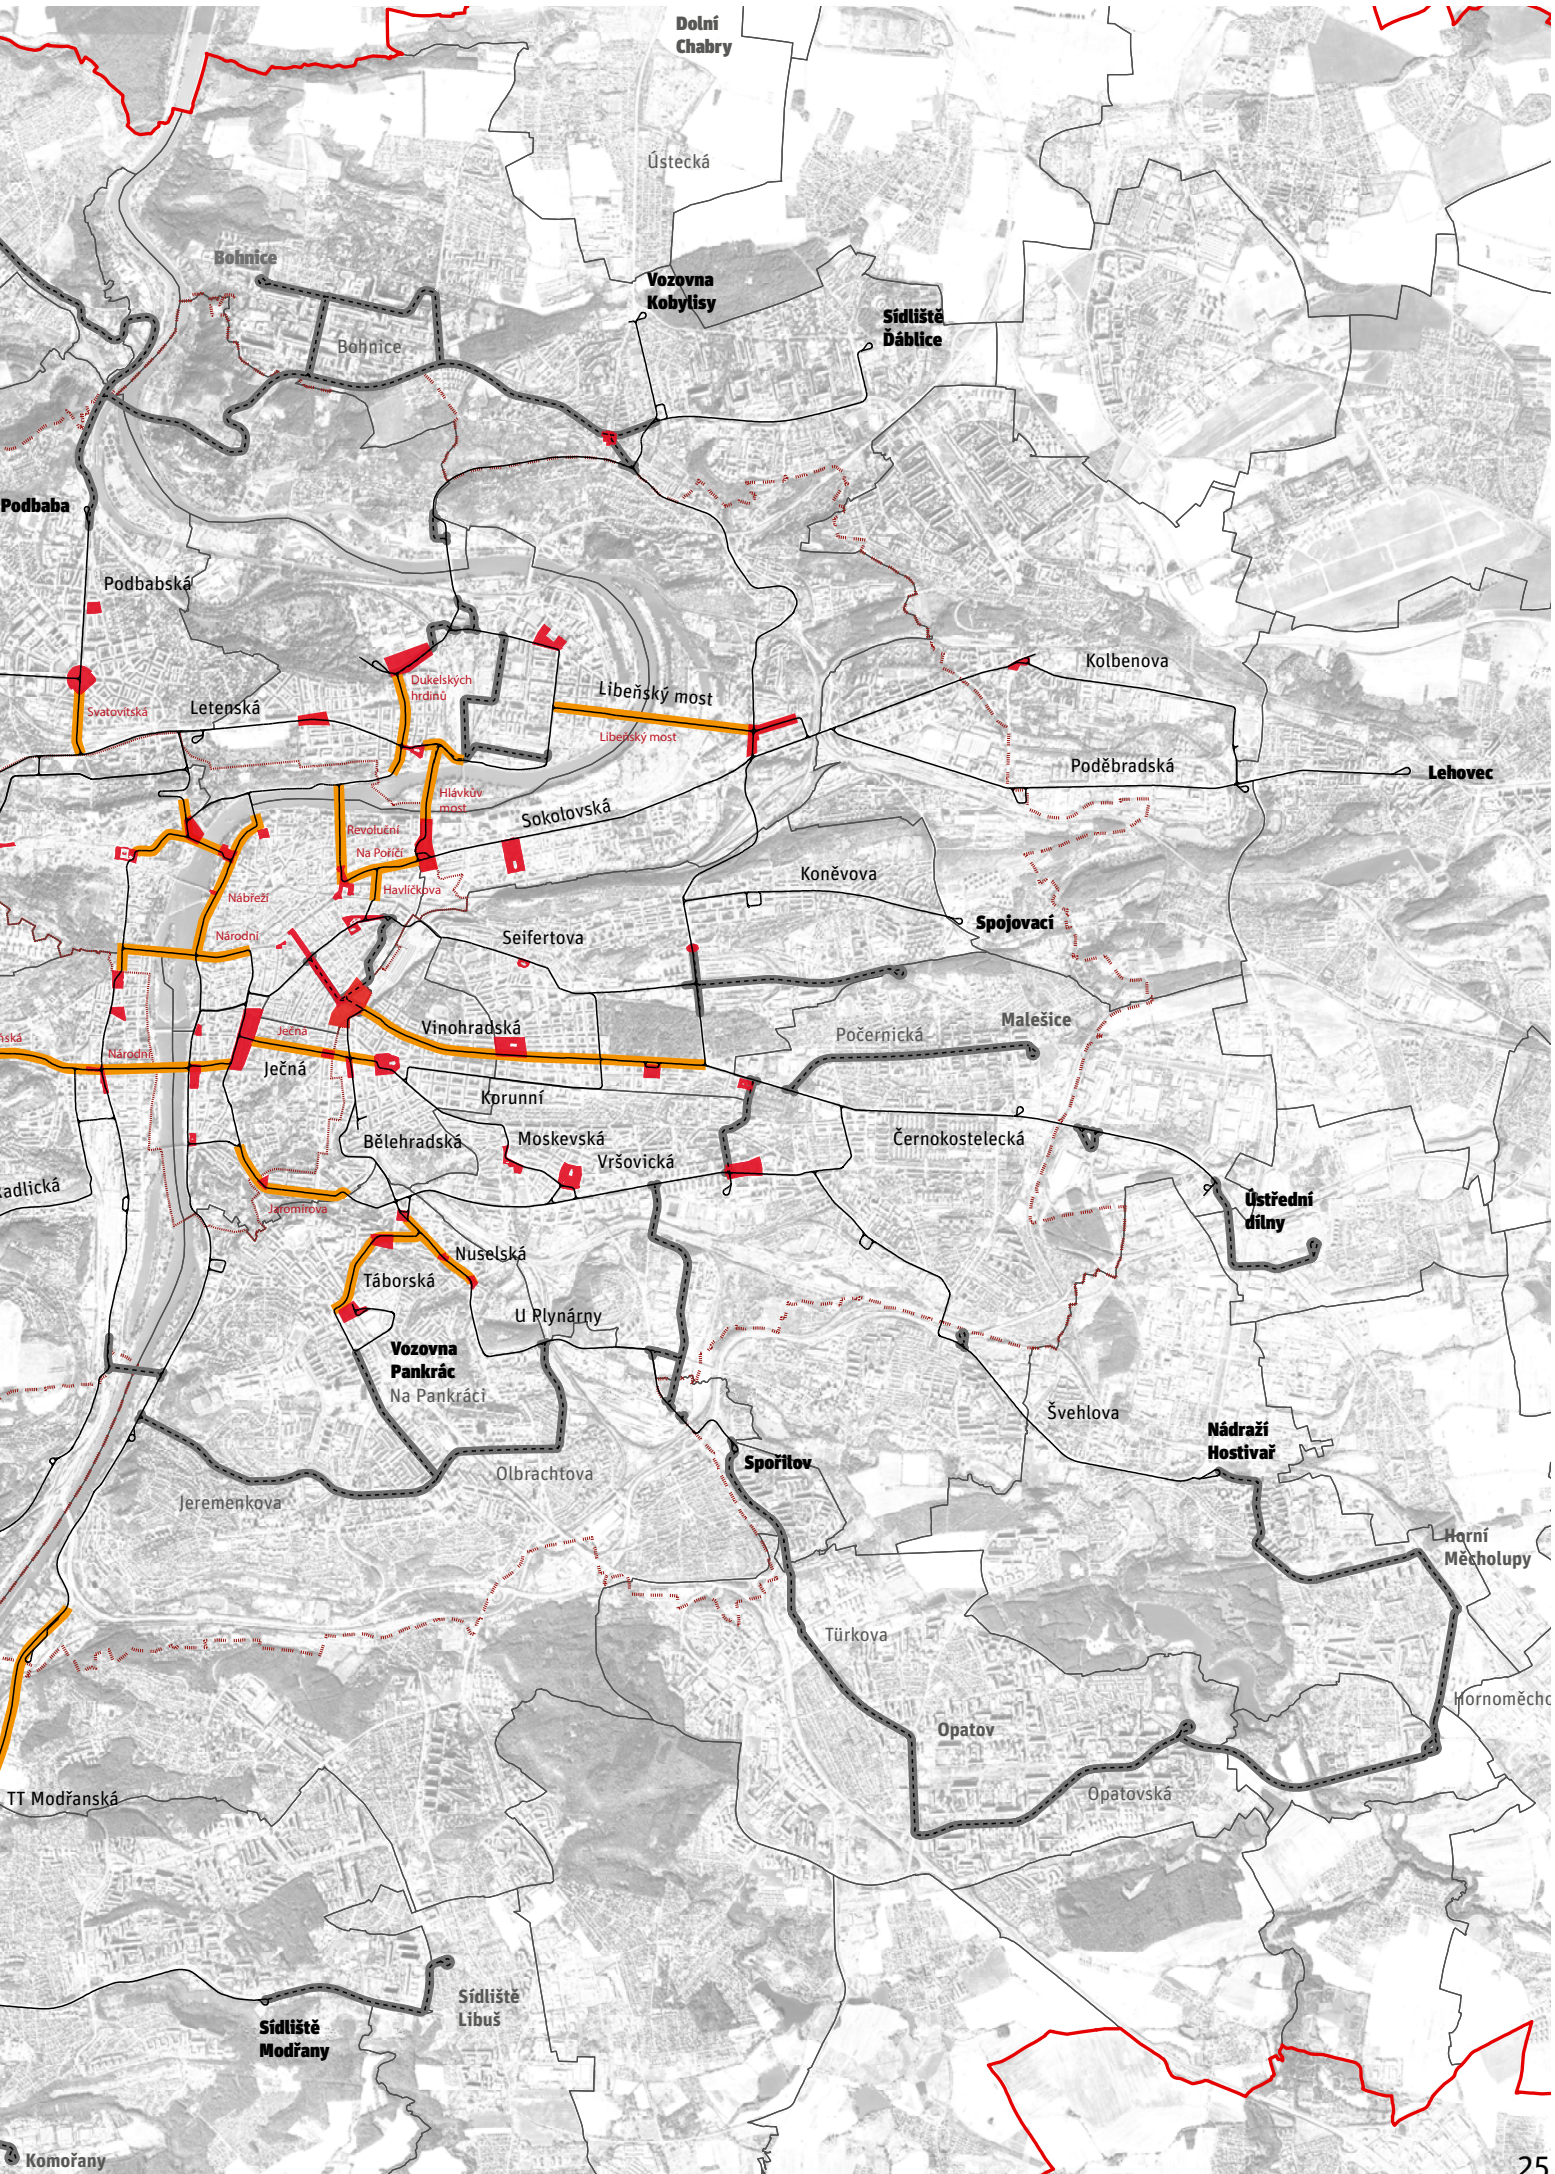 Dolní
Chabry
Ústecká
Bohnice
Vozovna
Kobylisy
Sídliště
Ďáblice
Bohnice
Podbaba
Podbabská
Kolbenova
Dukelských
hrdinů
Libeňský most
Svatovítská
Letenská
Libeňský most
Poděbradská
Lehovec
Hlávkův
most
Sokolovská
Revoluční
Na Poříčí
Koněvova
Havlíčkova
Nábřeží
Spojovací
Národní
Seifertova
Malešice
Vinohradská
Ječná
Počernická
Národní
Ječná
Korunní
Bělehradská
Moskevská
Černokostelecká
Vršovická
Ústřední
dílny
Jaromírova
Nuselská
Táborská
U Plynárny
Vozovna
Pankrác
Na Pankráci
Švehlova
Nádraží
Hostivař
Spořilov
Olbrachtova
Jeremenkova
Horní
Měcholupy
Türkova
Opatov
Opatovská
TT Modřanská
Sídliště
Libuš
Sídliště
Modřany
Komořany
25